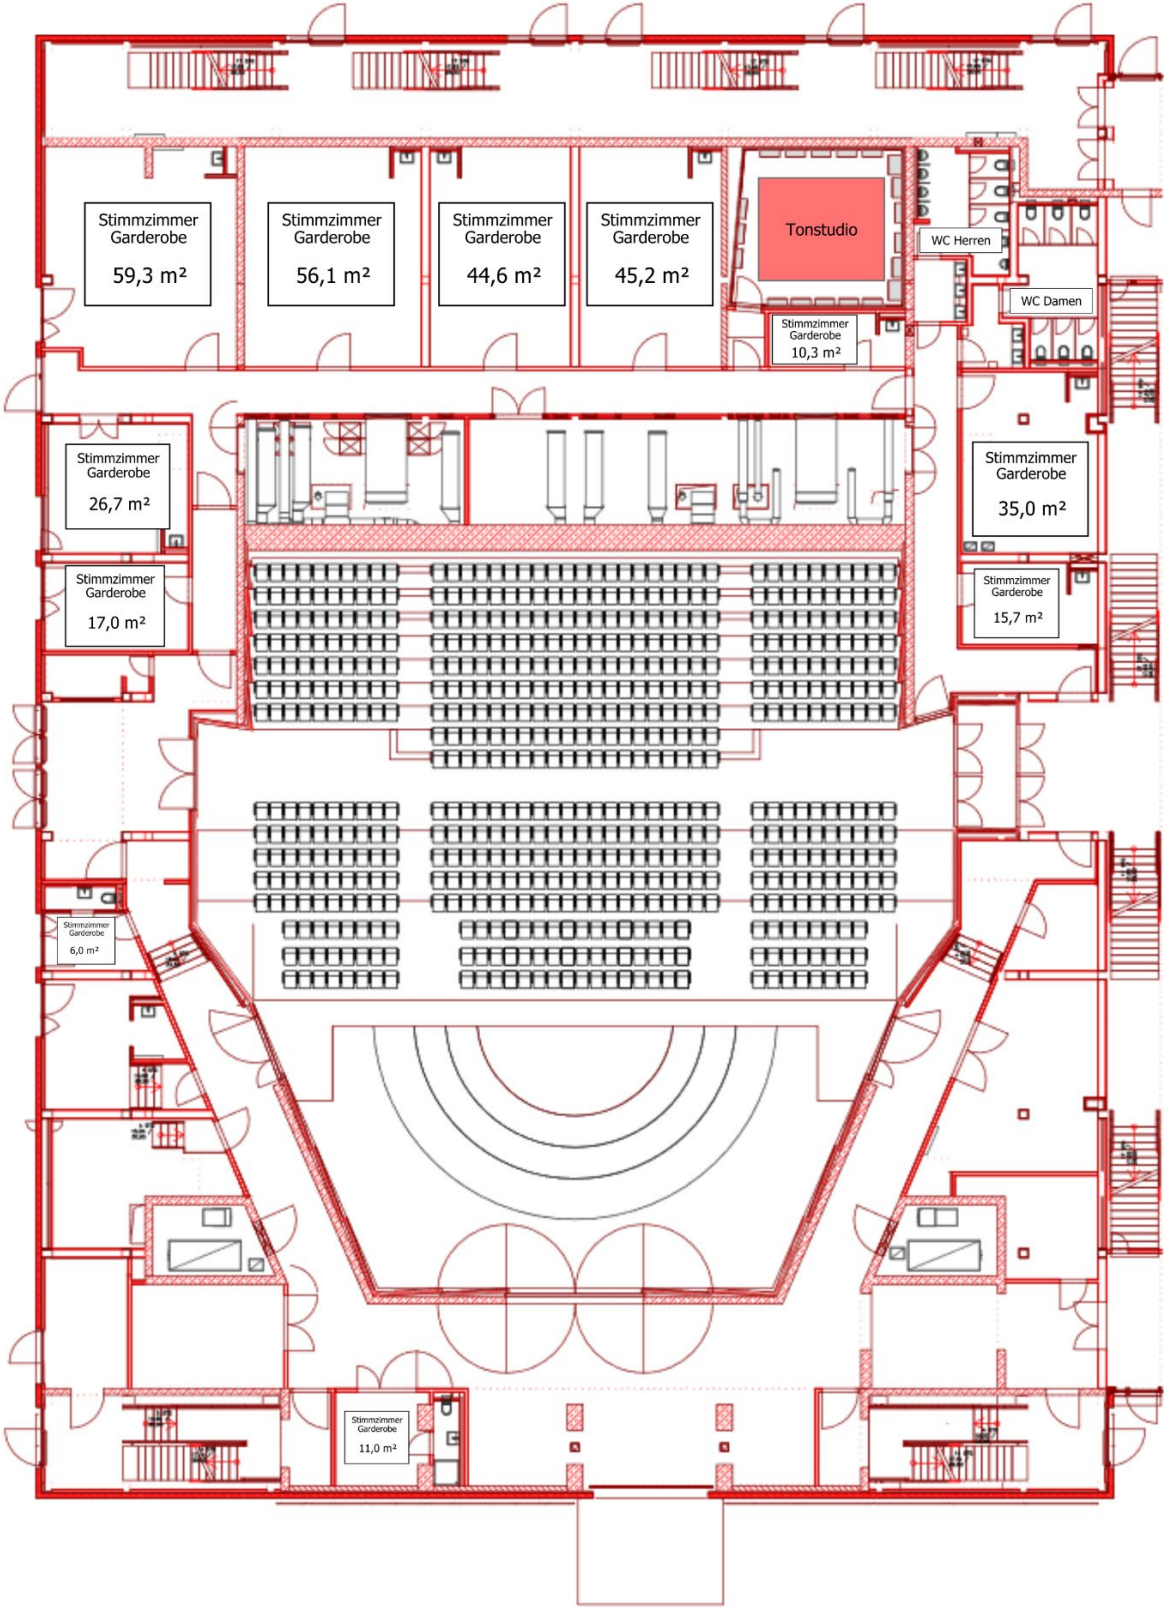 Stimmzimmer
Garderobe
59,3 m²
Stimmzimmer
Garderobe
56,1 m²
Stimmzimmer
Garderobe
44,6 m²
Stimmzimmer
Garderobe
45,2 m²
Tonstudio
WC Herren
WC Damen
Stimmzimmer
Garderobe
10,3 m²
Stimmzimmer
Garderobe
26,7 m²
Stimmzimmer
Garderobe
35,0 m²
Stimmzimmer
Garderobe
17,0 m²
Stimmzimmer
Garderobe
15,7 m²
Stimmzimmer
Garderobe
6,0 m²
Stimmzimmer
Garderobe
11,0 m²